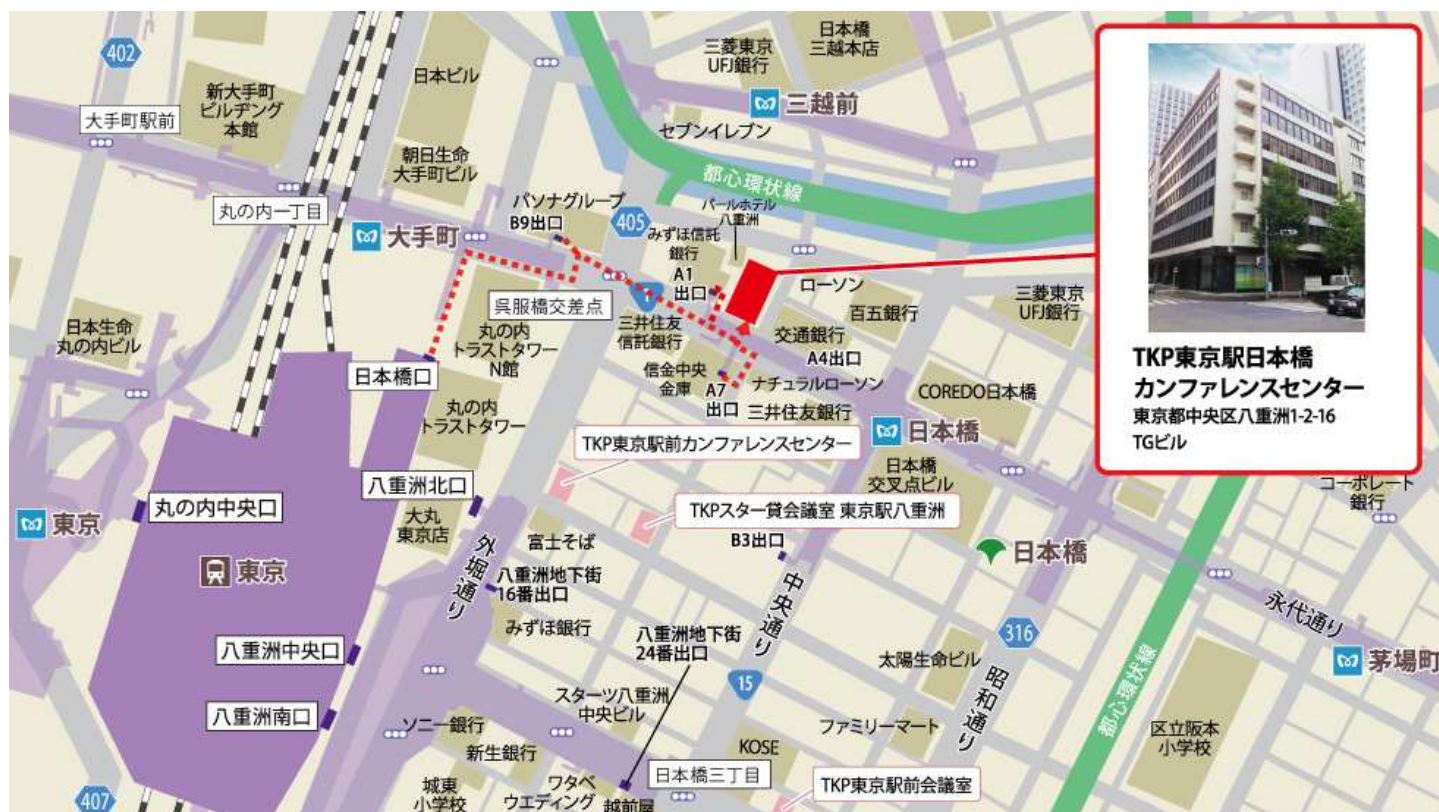 402
新大手町
ビルヂング
本館
大手町駅前
日本ビル
三菱東京
UFJ銀行
日本橋
三越本店
三越前
セブンイレブン
朝日生命
大手町ビル
都心環状線
丸の内一丁目
大手町
パソナグループ
B9出口
405
パールホテル
八重洲
みずほ信託
銀行
A1
出口
呉服橋交差点
1
ローソン
百五銀行
三菱東京
UFJ銀行
日本生命
丸の内ビル
丸の内
トラストタワー
N館
三井住友
信託銀行
交通銀行
A4出口
日本橋口
信金中央
金庫
A7
出口
ナチュラルローソン
COREDO日本橋
丸の内
トラストタワー
三井住友銀行
日本橋
TKP東京駅日本橋
カンファレンスセンター
東京都中央区八重洲1-2-16
TGビル
TKP東京駅前カンファレンスセンター
日本橋
交叉点ビル
コーポレート
銀行
八重洲北口
丸の内中央口
東京
大丸
東京店
TKPスター貸会議室 東京駅八重洲
B3出口
日本橋
東京
外堀通り
富士そば
八重洲地下街
16番出口
みずほ銀行
中央通り
永代通り
316
八重洲地下街
24番出口
太陽生命ビル
昭和通り
都心環状線
茅場町
八重洲中央口
15
八重洲南口
スターツ八重洲
中央ビル
ソニー銀行
新生銀行
ファミリーマート
区立阪本
小学校
KOSE
日本橋三丁目
TKP東京駅前会議室
407
城東
小学校
ワタベ
ウエディング
越前屋